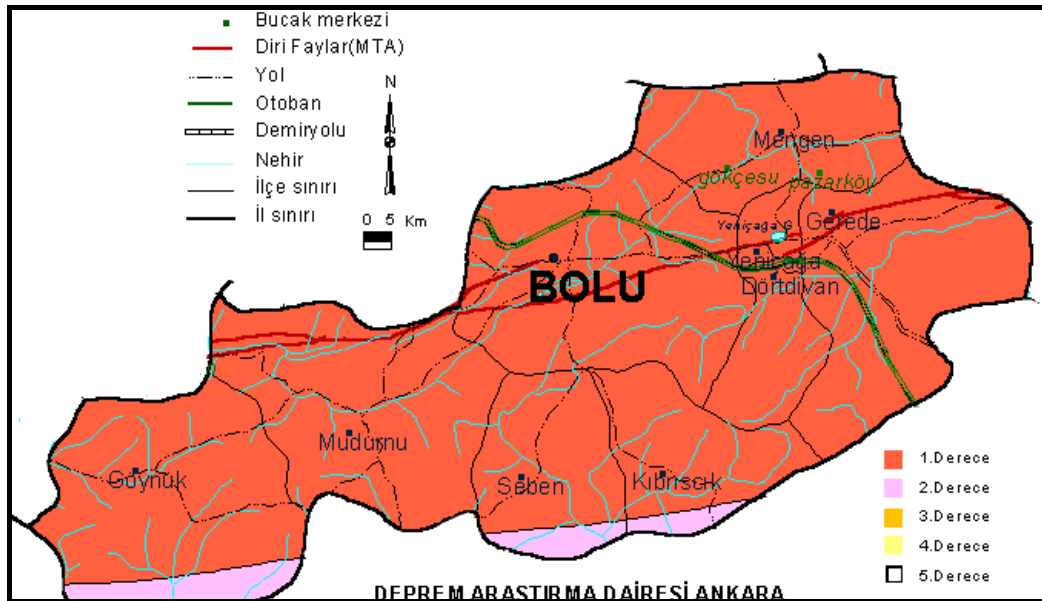 Bucak merkezi
Diri Faylar(MTA)
Yol
Otoban
Demiryolu
Nehir
İlçe sınırı
İl sınırı
N
0 5 Km
Mengen
gökçesu
pazarköy
Gerede
Yeniçağa G.
Yeniçağa
Dörtdivan
BOLU
Mudurnu
Göynük
Seben
Kıbrıscık
1.Derece
2.Derece
3.Derece
4.Derece
5.Derece
DEPREM ARASTIRMA DAİRESİ ANKARA